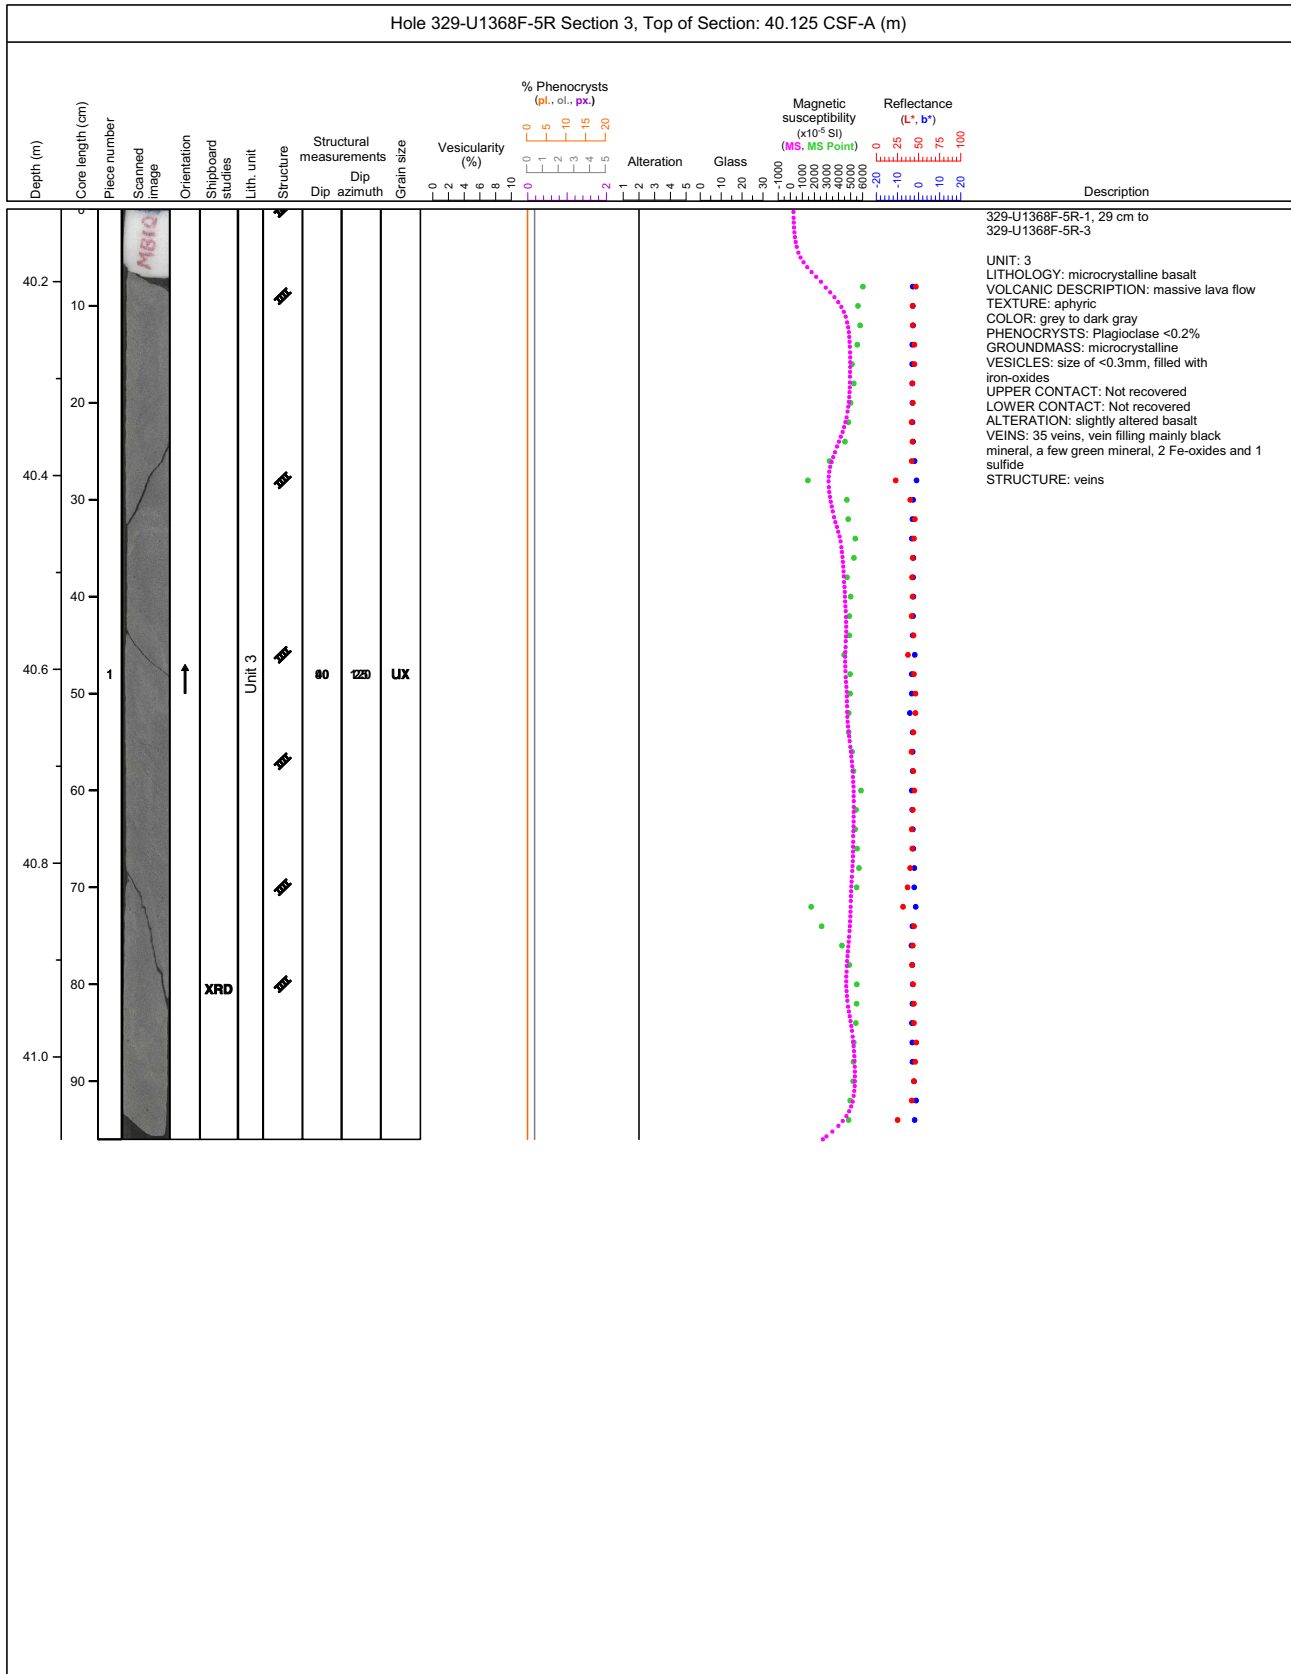 Hole 329-U1368F-5R Section 3, Top of Section: 40.125 CSF-A (m)
Depth (m)
Core length (cm)
Piece number
Scanned
image
Orientation
Shipboard
studies
Lith. unit
Structure
Structural
measurements
Dip
Dip
azimuth
Grain size
Vesicularity
(%)
0 1 2 3 4 5 6 7 8 9 10
% Phenocrysts
(pl., ol., px.)
0 5 10 15 20
0 1 2 3 4 5
0 2
Alteration
1 2 3 4 5
Glass
0 10 20 30
Magnetic
susceptibility
(x10-5 SI)
(MS, MS Point)
-1000 0 1000 2000 3000 4000 5000 6000
Reflectance
(L*, b*)
0 25 50 75 100
-20 -10 0 10 20
Description
0
MB1O
40.2
10
20
40.4
30
40
40.6
50
60
40.8
70
80
41.0
90
1
Unit 3
UX
XRD
329-U1368F-5R-1, 29 cm to
329-U1368F-5R-3
UNIT: 3
LITHOLOGY: microcrystalline basalt
VOLCANIC DESCRIPTION: massive lava flow
TEXTURE: aphyric
COLOR: grey to dark gray
PHENOCRYSTS: Plagioclase <0.2%
GROUNDMASS: microcrystalline
VESICLES: size of <0.3mm, filled with
iron-oxides
UPPER CONTACT: Not recovered
LOWER CONTACT: Not recovered
ALTERATION: slightly altered basalt
VEINS: 35 veins, vein filling mainly black
mineral, a few green mineral, 2 Fe-oxides and 1
sulfide
STRUCTURE: veins